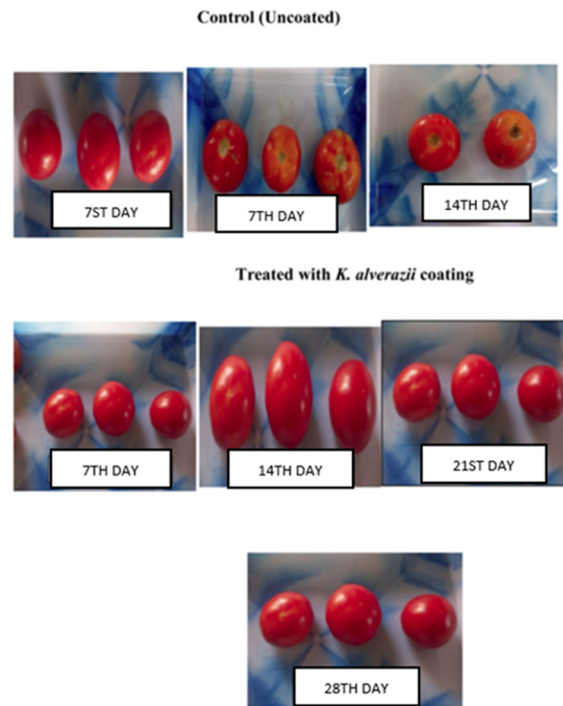 Control (Uncoated)
7ST DAY
7TH DAY
14TH DAY
Treated with K. alverazii coating
7TH DAY
14TH DAY
21ST DAY
28TH DAY